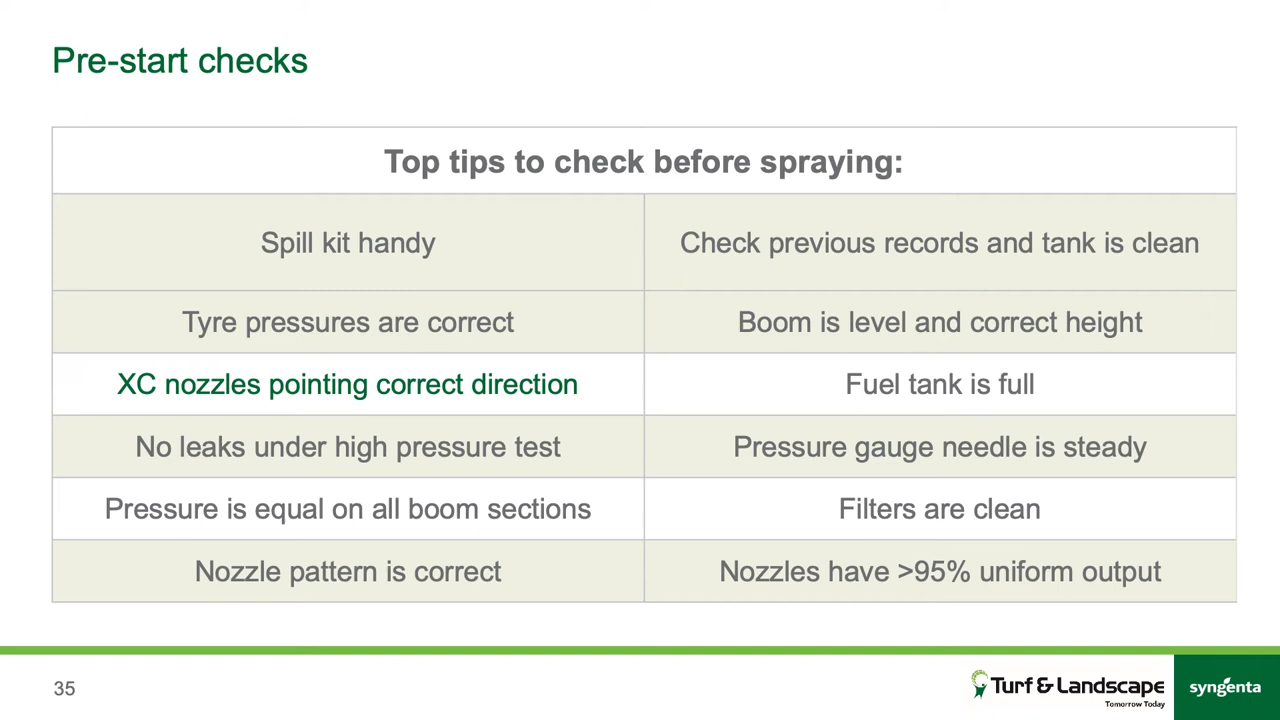 Pre-start checks
Top tips to check before spraying:
Spill kit handy
Check previous records and tank is clean
Tyre pressures are correct
Boom is level and correct height
XC nozzles pointing correct direction
Fuel tank is full
No leaks under high pressure test
Pressure gauge needle is steady
Pressure is equal on all boom sections
Filters are clean
Nozzle pattern is correct
Nozzles have >95% uniform output
35
Turf & Landscape
Tomorrow Today
syngenta